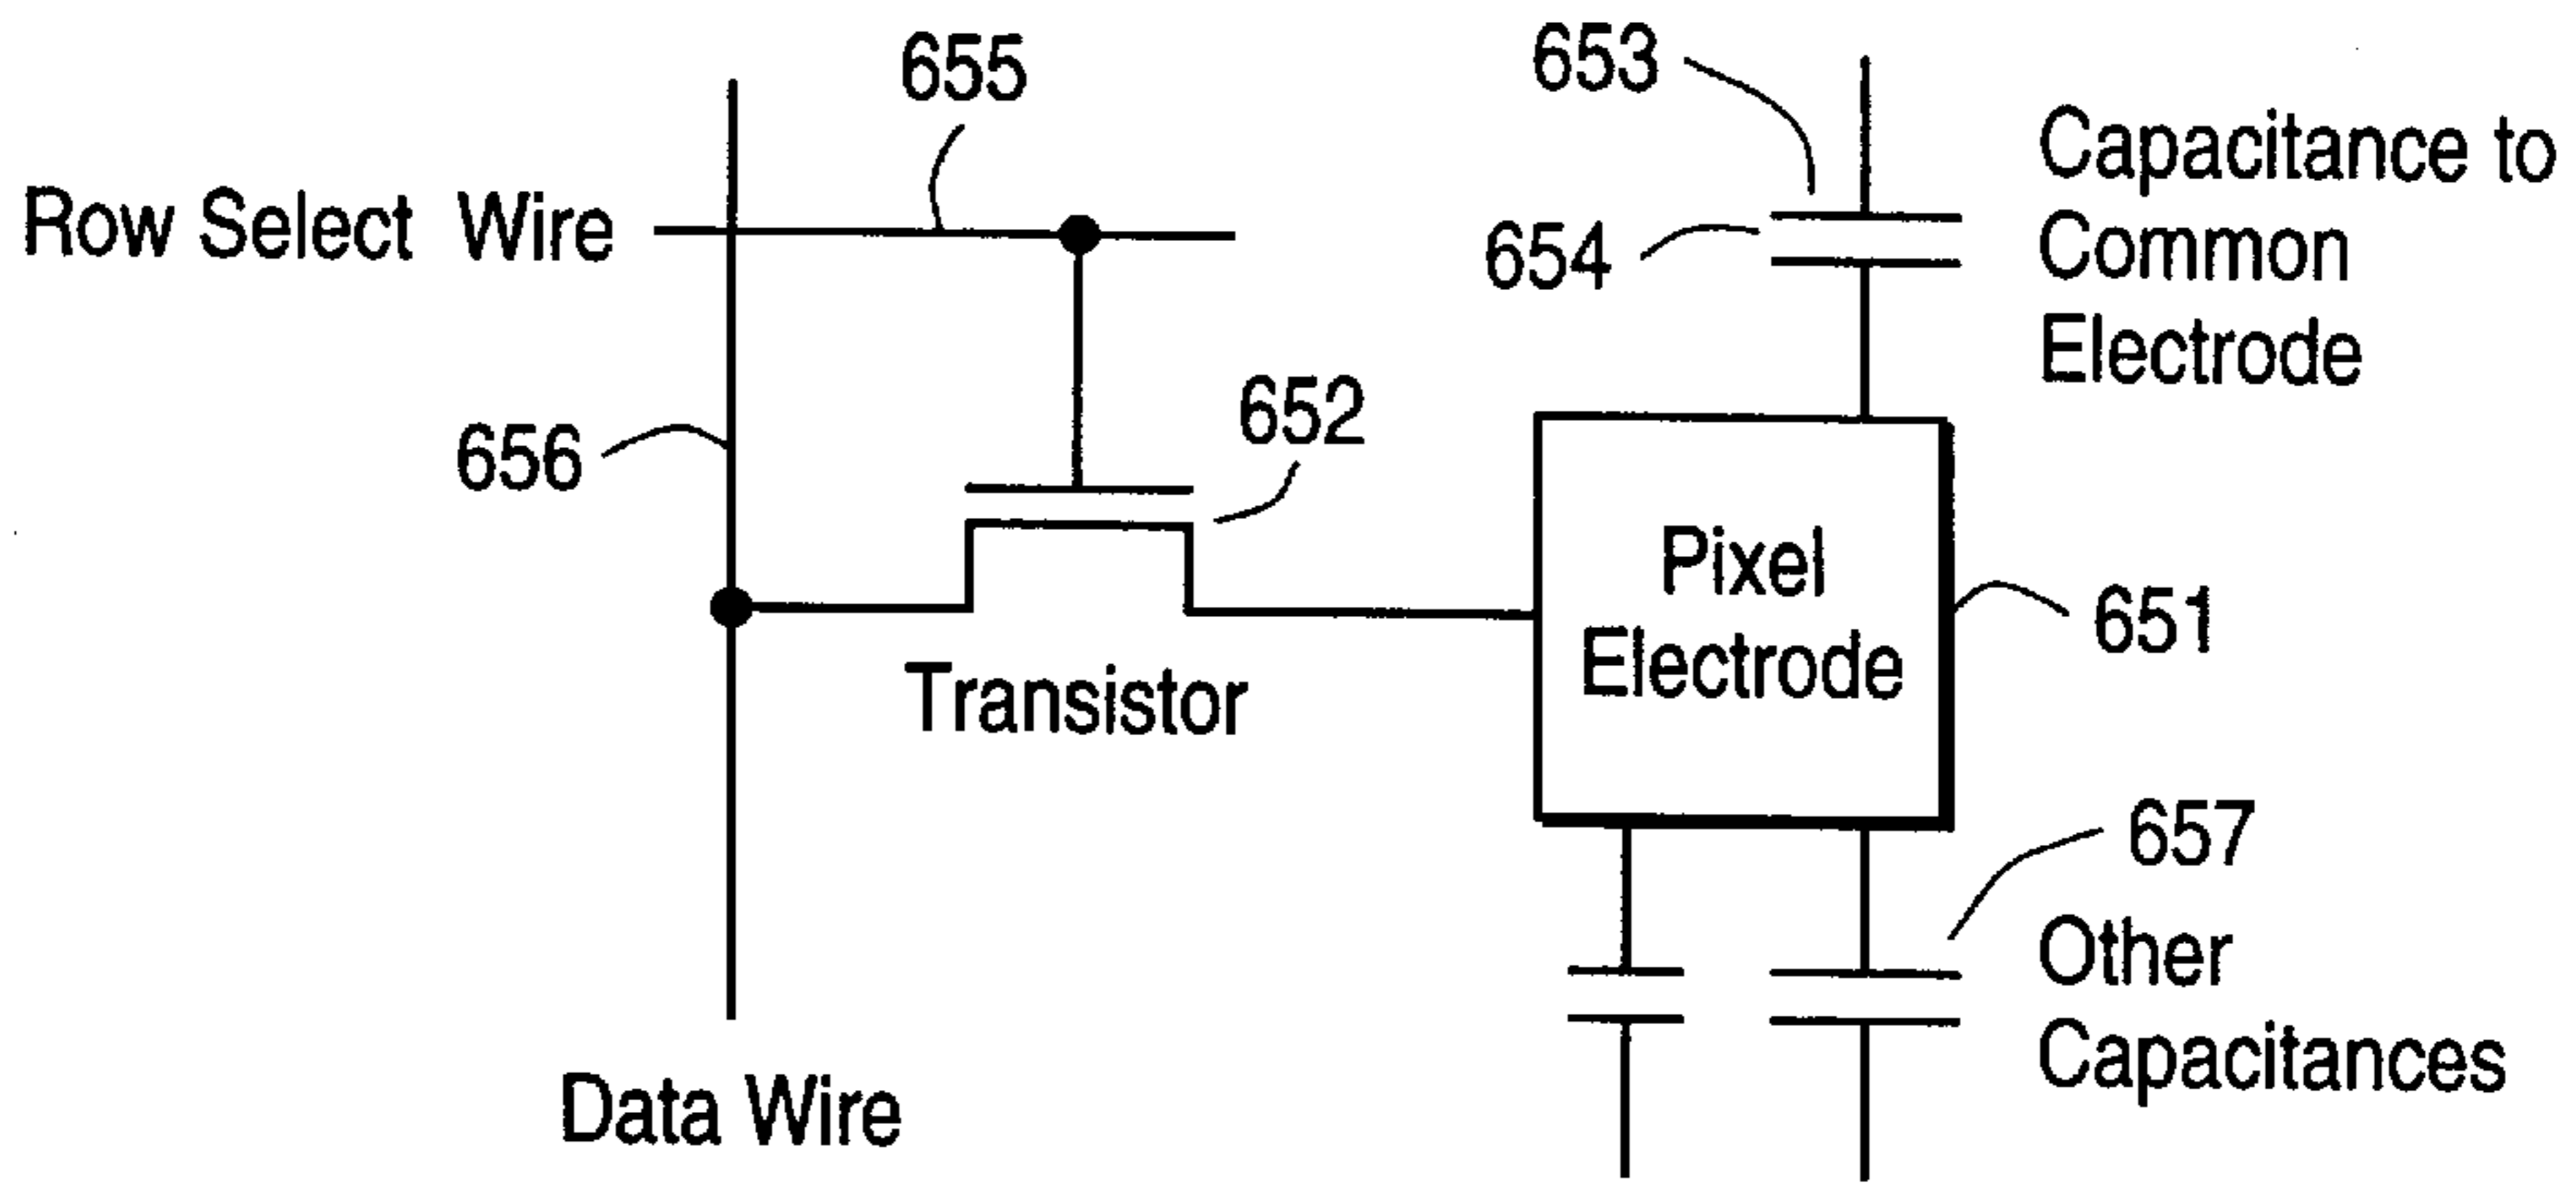 655
653
Capacitance to
Common
Electrode
Row Select Wire
654
652
656
Pixel
Electrode
651
Transistor
657
Other
Capacitances
Data Wire